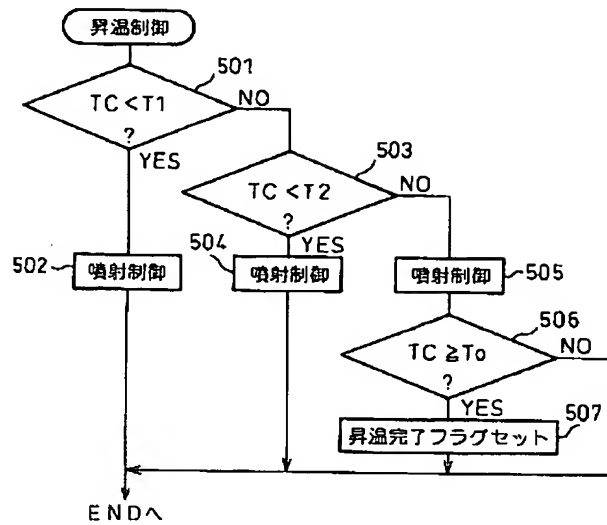 昇温制御
501
TC<T1
?
NO
YES
503
TC<T2
?
NO
YES
502
噴射制御
504
噴射制御
噴射制御
505
506
TC≧To
?
NO
YES
507
昇温完了フラグセット
ENDへ